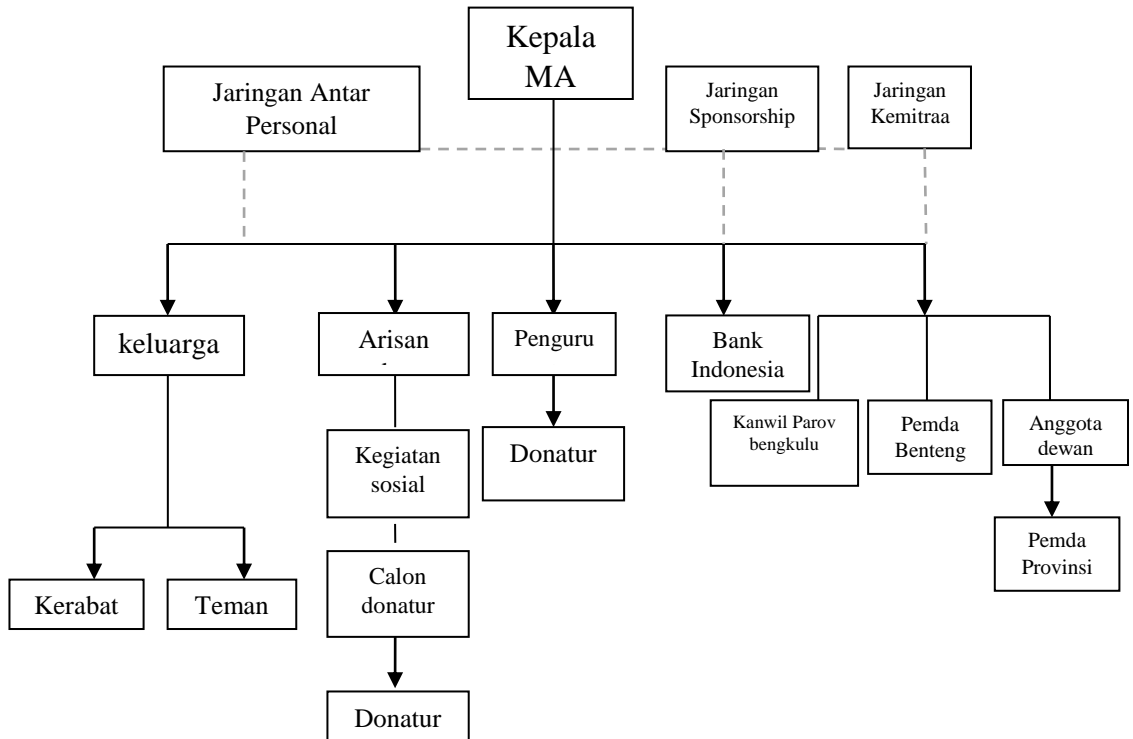 Kepala
MA
Jaringan Antar
Personal
Jaringan
Sponsorship
Jaringan
Kemitraa
keluarga
Arisan
Penguru
Bank
Indonesia
Kanwil Parov
bengkulu
Pemda
Benteng
Anggota
dewan
Kegiatan
sosial
Donatur
Pemda
Provinsi
Kerabat
Teman
Calon
donatur
Donatur